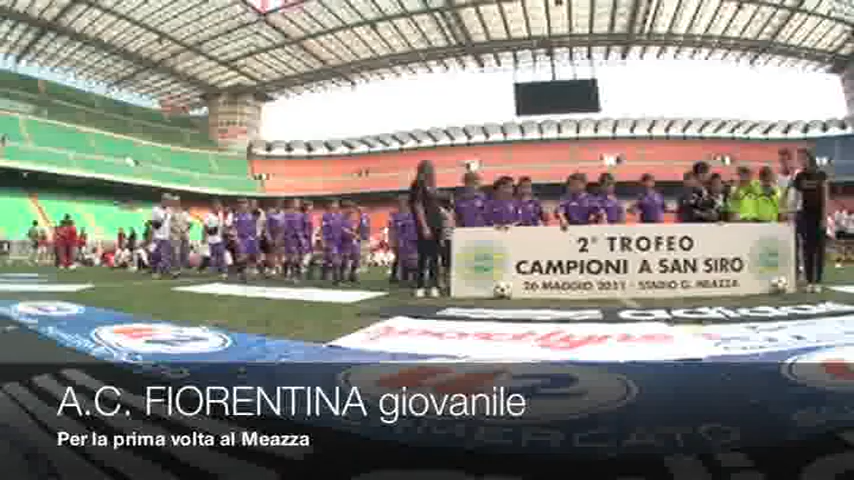 2° TROFEO
CAMPIONI A SAN SIRO
26 MAGGIO 2011 - STADIO G. MEAZZA
A.C. FIORENTINA giovanile
Per la prima volta al Meazza